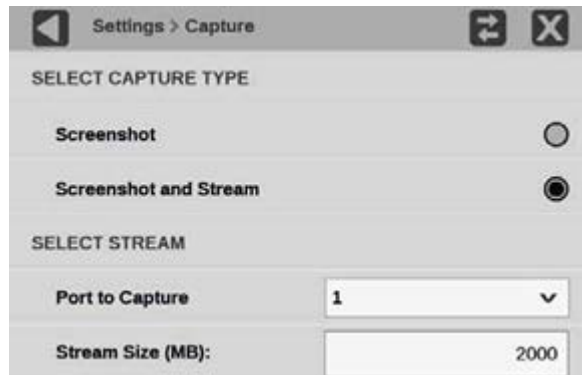 Settings > Capture
SELECT CAPTURE TYPE
Screenshot
Screenshot and Stream
SELECT STREAM
Port to Capture 1
Stream Size (MB): 2000